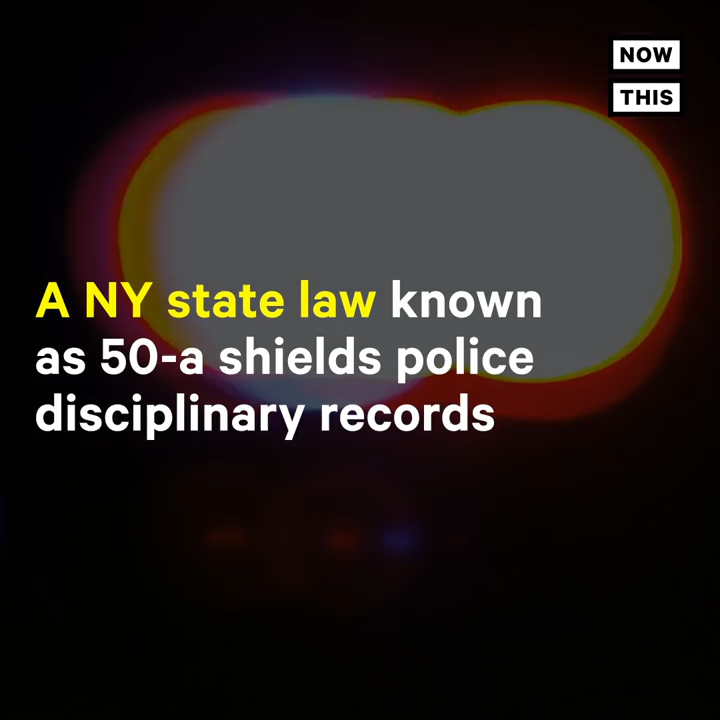 NOW
THIS
A NY state law known
as 50-a shields police
disciplinary records